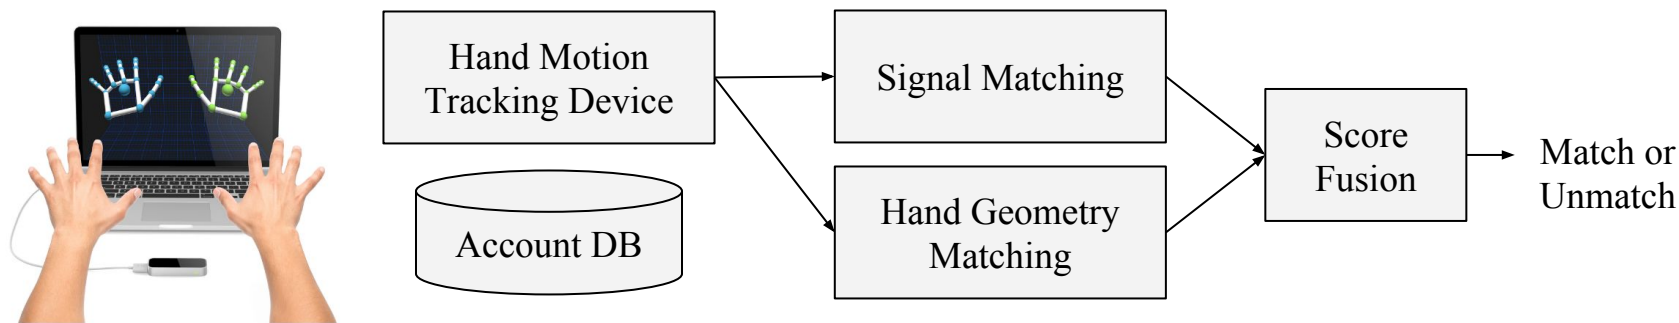 Hand Motion
Tracking Device
Account DB
Signal Matching
Hand Geometry
Matching
Score
Fusion
Match or
Unmatch